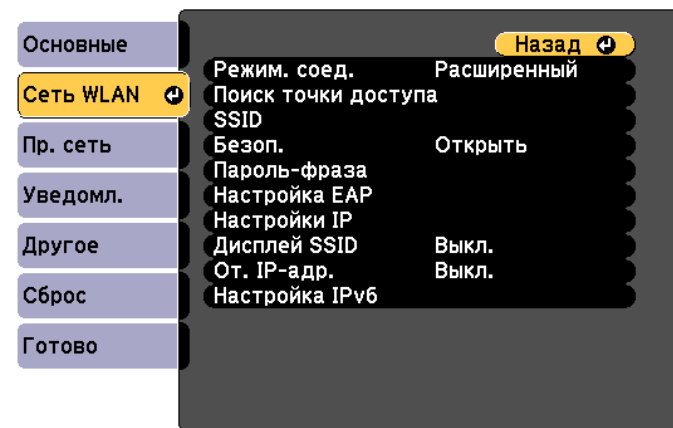 Основные
Сеть WLAN
Пр. сеть
Уведомл.
Другое
Сброс
Готово
Назад
Режим. соед. Расширенный
Поиск точки доступа
SSID
Безоп. Открыть
Пароль-фраза
Настройка EAP
Настройки IP
Дисплей SSID Выкл.
От. IP-адр. Выкл.
Настройка IPv6